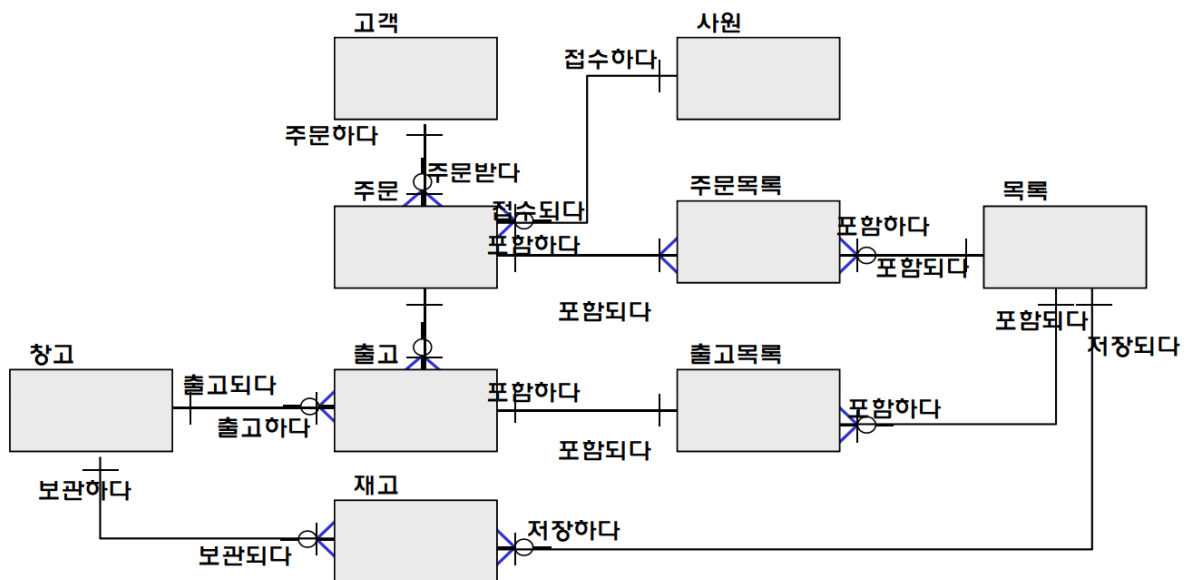 고객
사원
접수하다
주문하다
주문받다
주문
주문목록
목록
접수되다
포함하다
포함하다
포함되다
포함되다
포함되다
저장되다
창고
출고
출고목록
출고되다
포함하다
포함하다
출고하다
포함되다
재고
보관하다
저장하다
보관되다